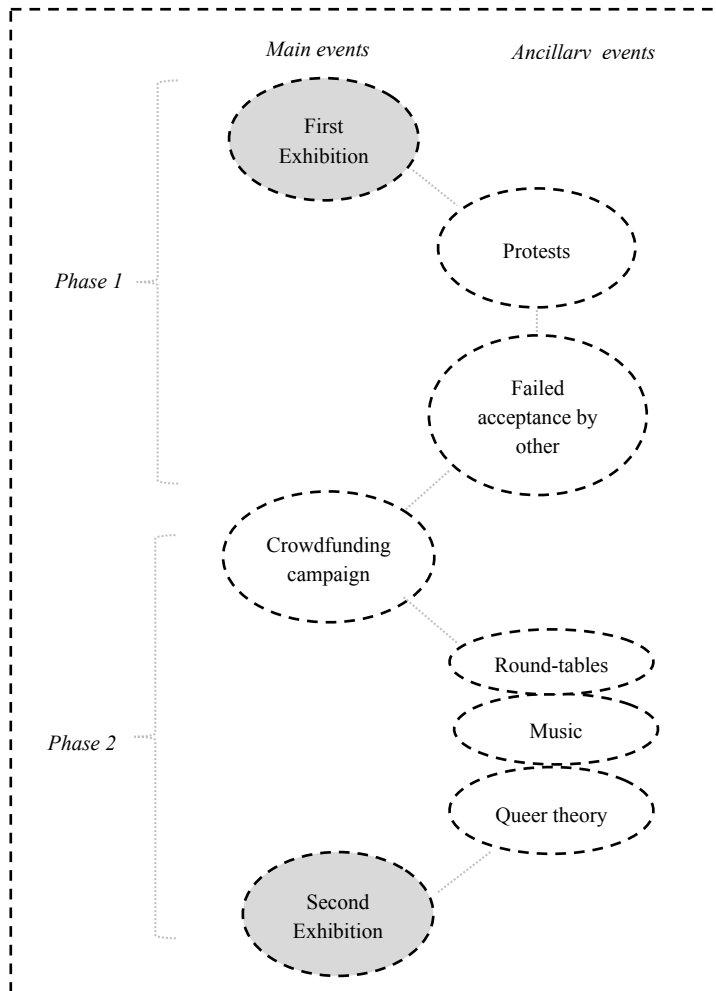 Main events
Ancillary events
First
Exhibition
Protests
Phase 1
Failed
acceptance by
other
Crowdfunding
campaign
Round-tables
Music
Phase 2
Queer theory
Second
Exhibition